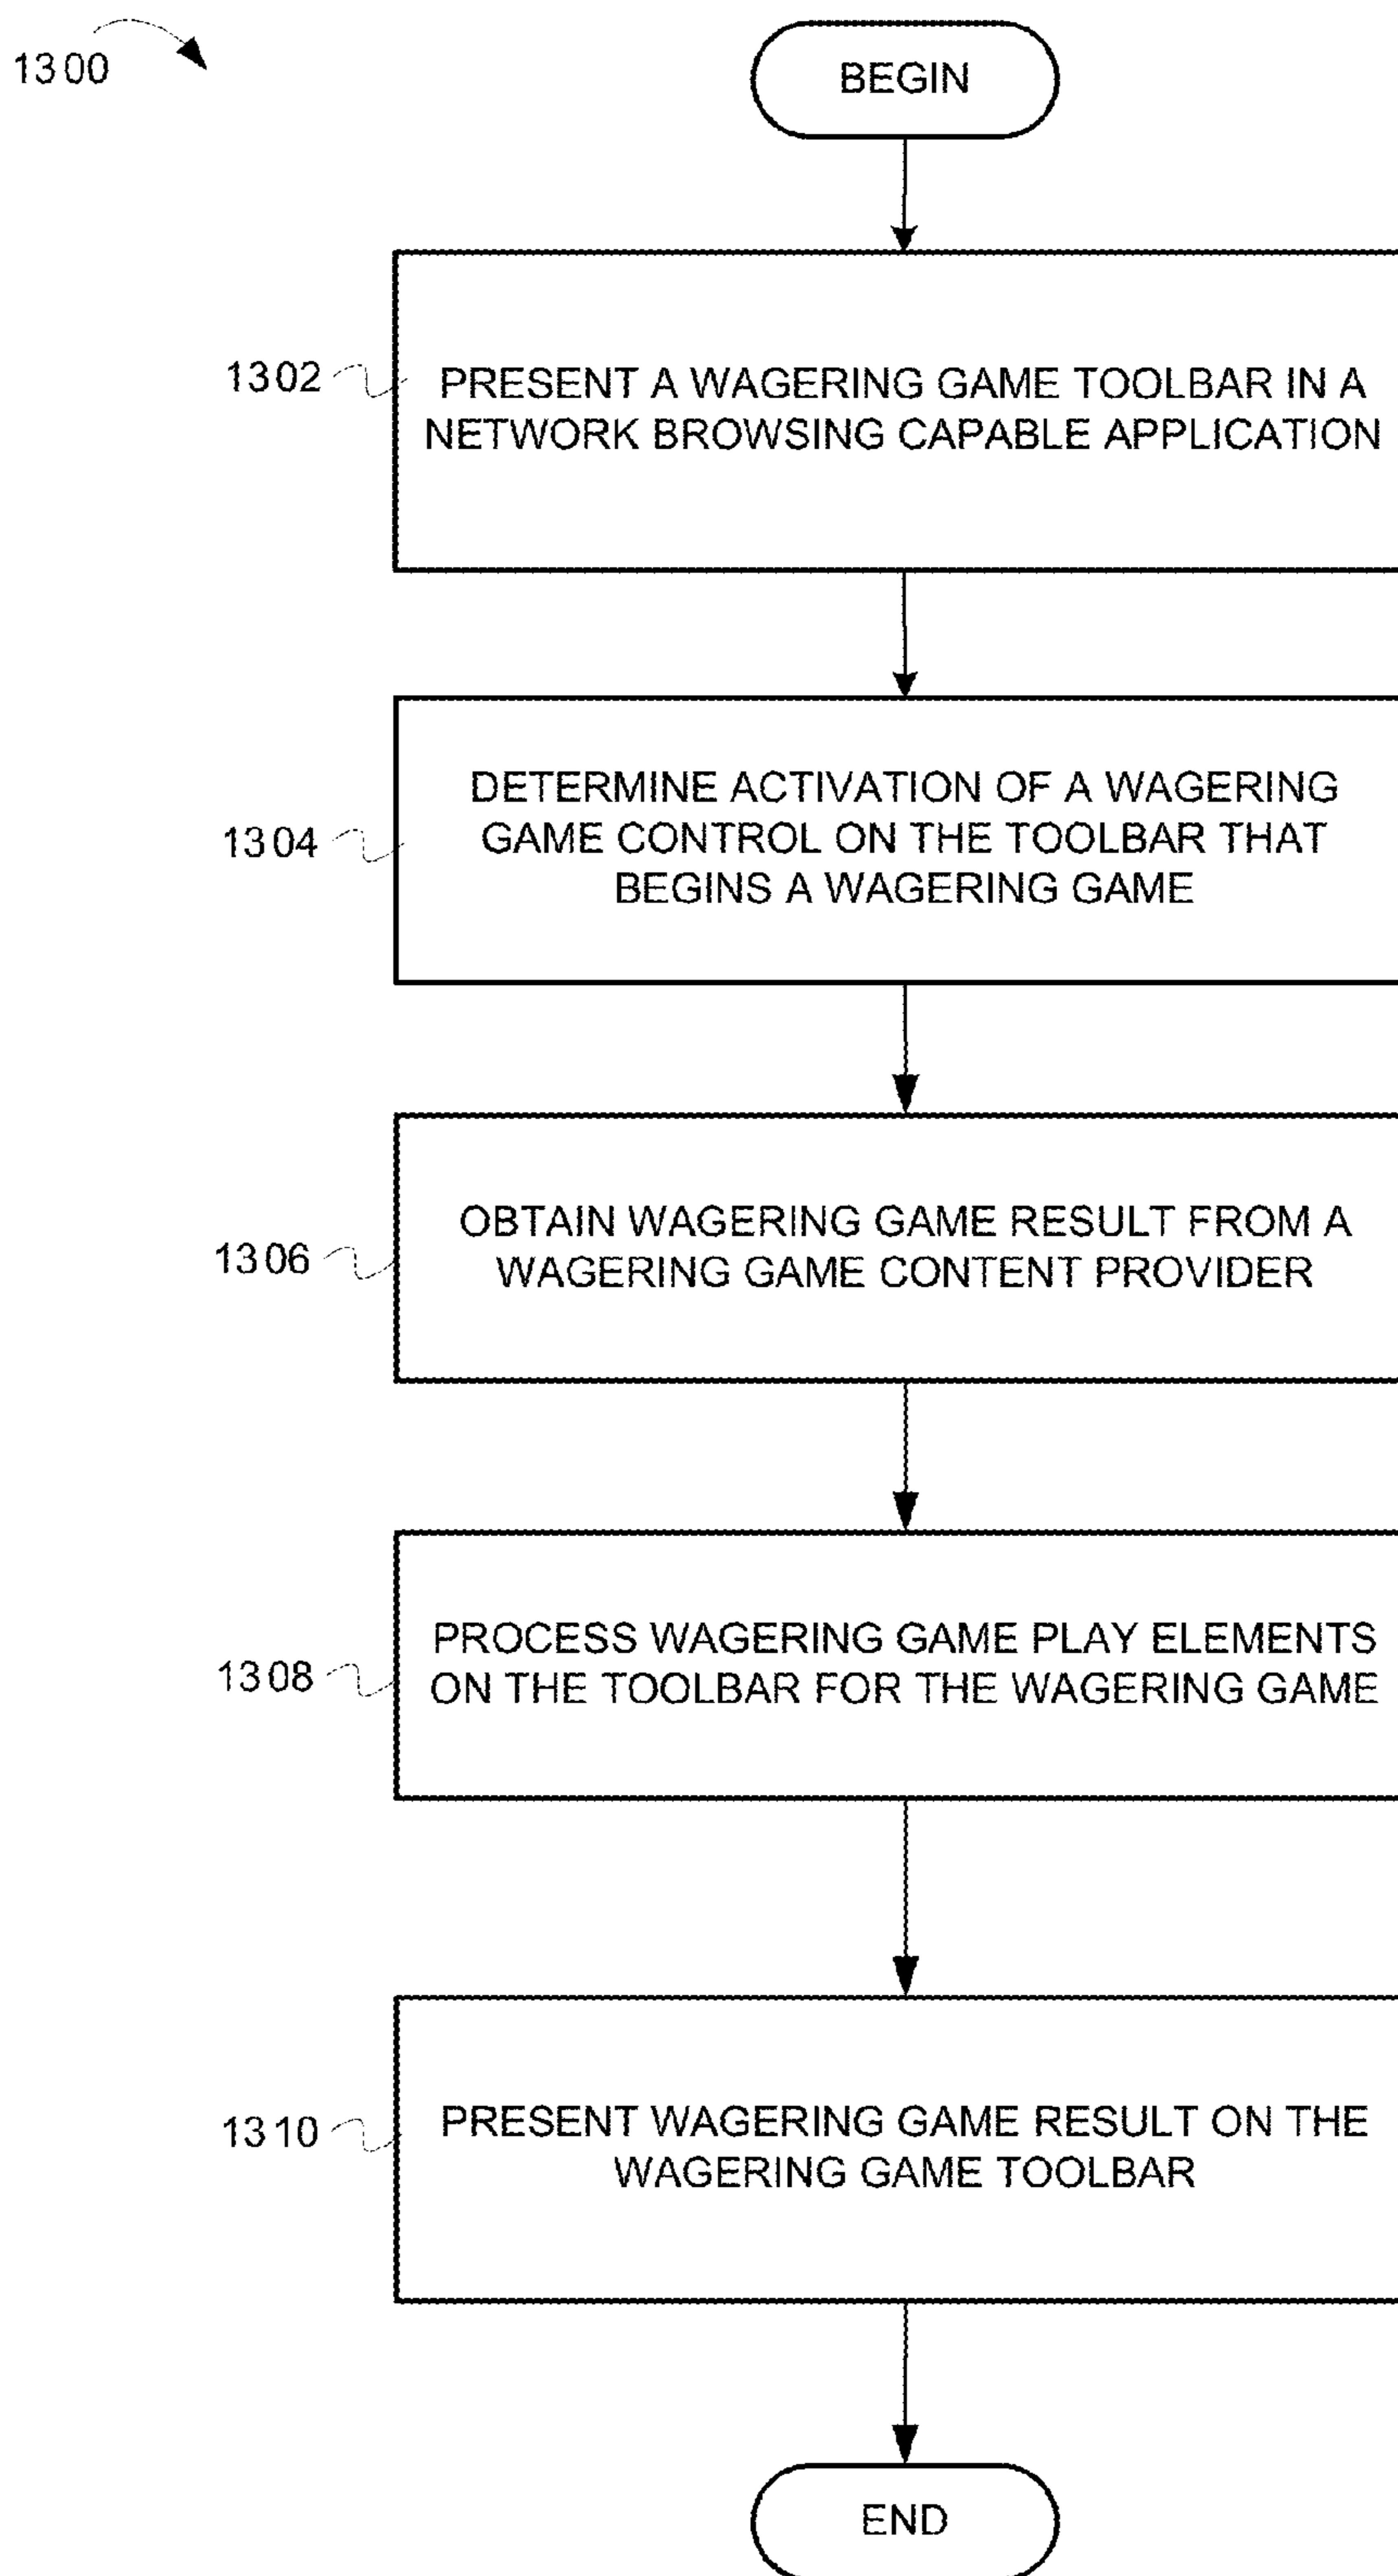 1300
BEGIN
1302
PRESENT A WAGERING GAME TOOLBAR IN A
NETWORK BROWSING CAPABLE APPLICATION
1304
DETERMINE ACTIVATION OF A WAGERING
GAME CONTROL ON THE TOOLBAR THAT
BEGINS A WAGERING GAME
1306
OBTAIN WAGERING GAME RESULT FROM A
WAGERING GAME CONTENT PROVIDER
1308
PROCESS WAGERING GAME PLAY ELEMENTS
ON THE TOOLBAR FOR THE WAGERING GAME
1310
PRESENT WAGERING GAME RESULT ON THE
WAGERING GAME TOOLBAR
END